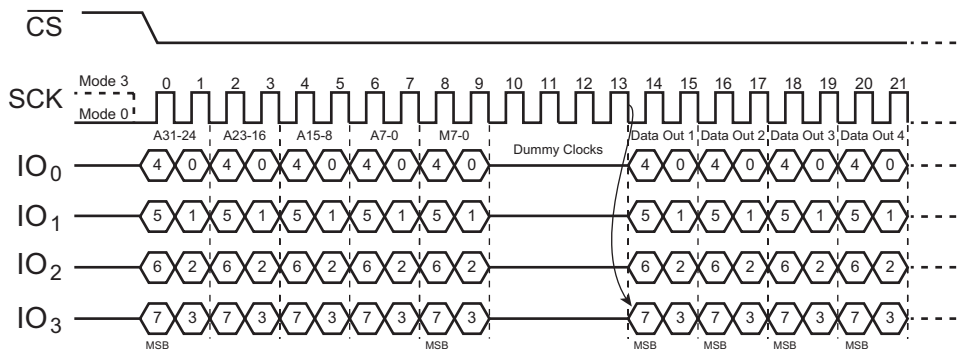 CS
Mode 3
0 1 2 3 4 5 6 7 8 9 10 11 12 13 14 15 16 17 18 19 20 21
SCK
Mode 0
A31-24 A23-16 A15-8 A7-0 M7-0 Data Out 1 Data Out 2 Data Out 3 Data Out 4
Dummy Clocks
IO0 4 0 4 0 4 0 4 0 4 0 4 0 4 0 4 0 4 0
IO1 5 1 5 1 5 1 5 1 5 1 5 1 5 1 5 1 5 1
IO2 6 2 6 2 6 2 6 2 6 2 6 2 6 2 6 2 6 2
IO3 7 3 7 3 7 3 7 3 7 3 7 3 7 3 7 3 7 3
MSB MSB MSB MSB MSB MSB